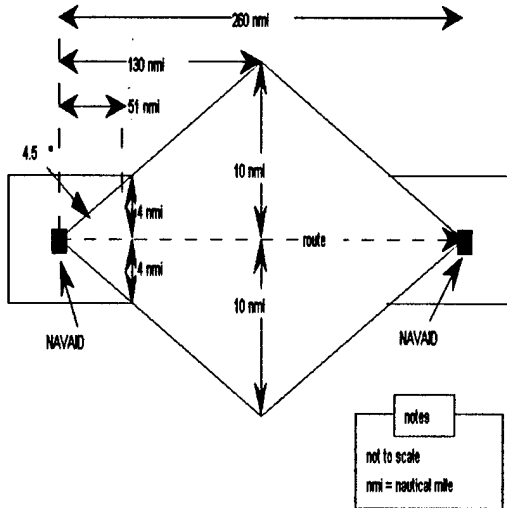 260 nmi
130 nmi
51 nmi
4.5 °
10 nmi
4 nmi
route
4 nmi
10 nmi
NAVAID
NAVAID
notes
not to scale
nmi = nautical mile